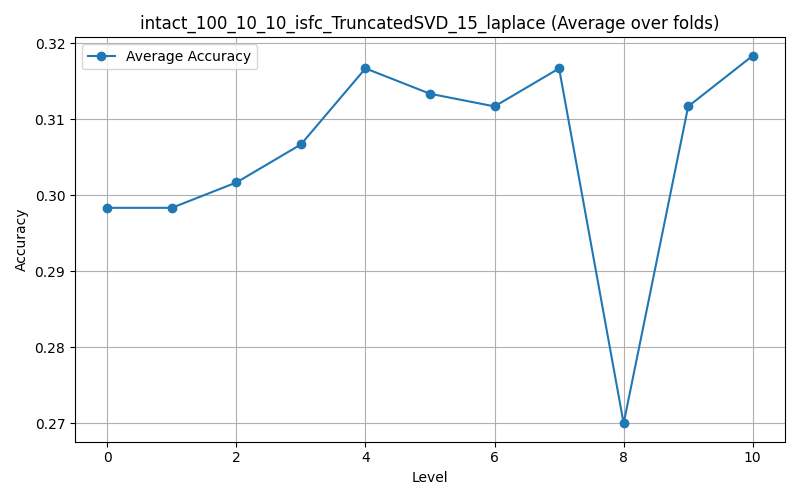 intact_100_10_10_isfc_TruncatedSVD_15_laplace (Average over folds)
Average Accuracy
0.32
0.31
0.30
0.29
0.28
0.27
Accuracy
0 2 4 6 8 10
Level